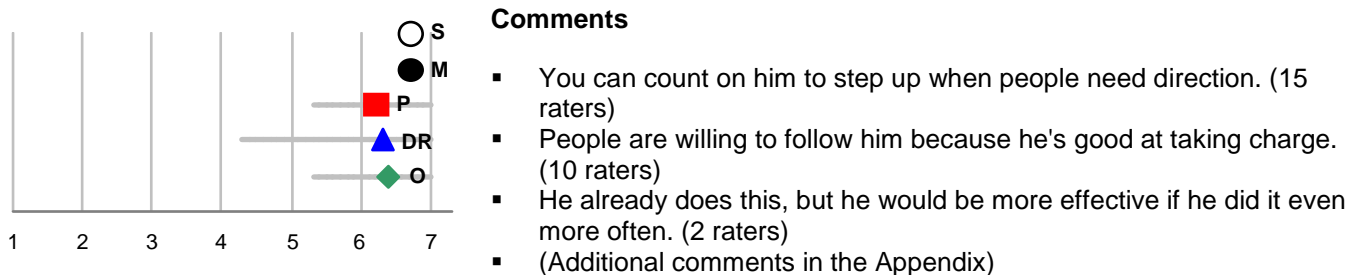 Comments
S
M
P
DR
O
1 2 3 4 5 6 7
▪ You can count on him to step up when people need direction. (15
raters)
▪ People are willing to follow him because he's good at taking charge.
(10 raters)
▪ He already does this, but he would be more effective if he did it even
more often. (2 raters)
▪ (Additional comments in the Appendix)